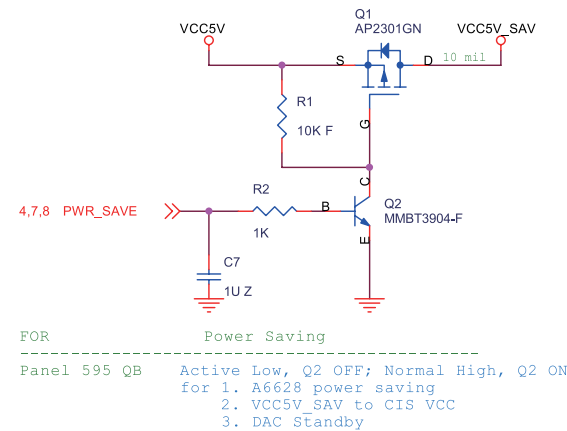 Q1
AP2301GN
VCC5V
VCC5V_SAV
S
D
10 mil
R1
10K F
G
C
4,7,8 PWR_SAVE
R2
1K
B
Q2
MMBT3904-F
E
C7
1U Z
FOR Power Saving
Panel 595 QB Active Low, Q2 OFF; Normal High, Q2 ON
for 1. A6628 power saving
2. VCC5V_SAV to CIS VCC
3. DAC Standby